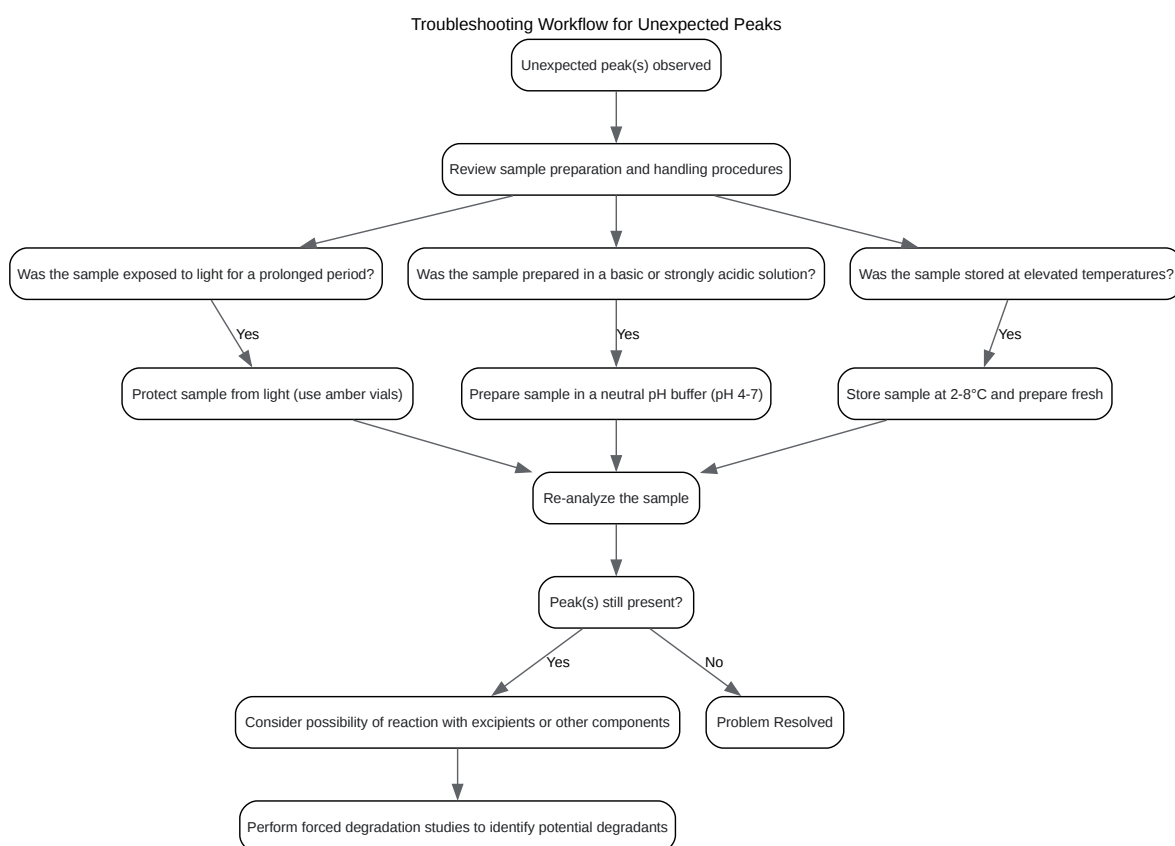 Troubleshooting Workflow for Unexpected Peaks
Unexpected peak(s) observed
Review sample preparation and handling procedures
Was the sample exposed to light for a prolonged period?
Was the sample prepared in a basic or strongly acidic solution?
Was the sample stored at elevated temperatures?
Yes
Yes
Yes
Protect sample from light (use amber vials)
Prepare sample in a neutral pH buffer (pH 4-7)
Store sample at 2-8°C and prepare fresh
Re-analyze the sample
Peak(s) still present?
Yes
No
Consider possibility of reaction with excipients or other components
Problem Resolved
Perform forced degradation studies to identify potential degradants